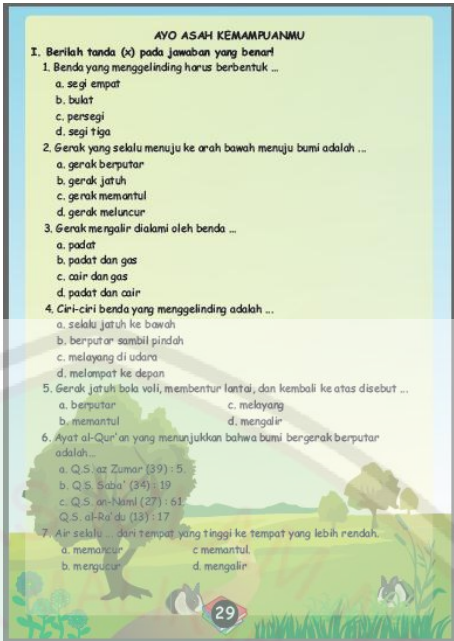 AYO ASAH KEMAMPUANMU
I. Berilah tanda (x) pada jawaban yang benar!
1. Benda yang menggelinding harus berbentuk ...
a. segi empat
b. bulat
c. persegi
d. segi tiga
2. Gerak yang selalu menuju ke arah bawah menuju bumi adalah ...
a. gerak berputar
b. gerak jatuh
c. gerak memantul
d. gerak meluncur
3. Gerak mengalir dialami oleh benda ...
a. padat
b. padat dan gas
c. cair dan gas
d. padat dan cair
4. Ciri-ciri benda yang menggelinding adalah ...
a. selalu jatuh ke bawah
b. berputar sambil pindah
c. melayang di udara
d. melompat ke depan
5. Gerak jatuh bola voli, membentur lantai, dan kembali ke atas disebut ...
a. berputar c. melayang
b. memantul d. mengalir
6. Ayat al-Qur'an yang menunjukkan bahwa bumi bergerak berputar
adalah...
a. Q.S. az Zumar (39) : 5.
b. Q.S. Saba' (34) : 19
c. Q.S. an-Naml (27) : 61
Q.S. al-Ra'du (13) : 17
7. Air selalu ... dari tempat yang tinggi ke tempat yang lebih rendah.
a. memancur c memantul.
b. mengucur d. mengalir
29